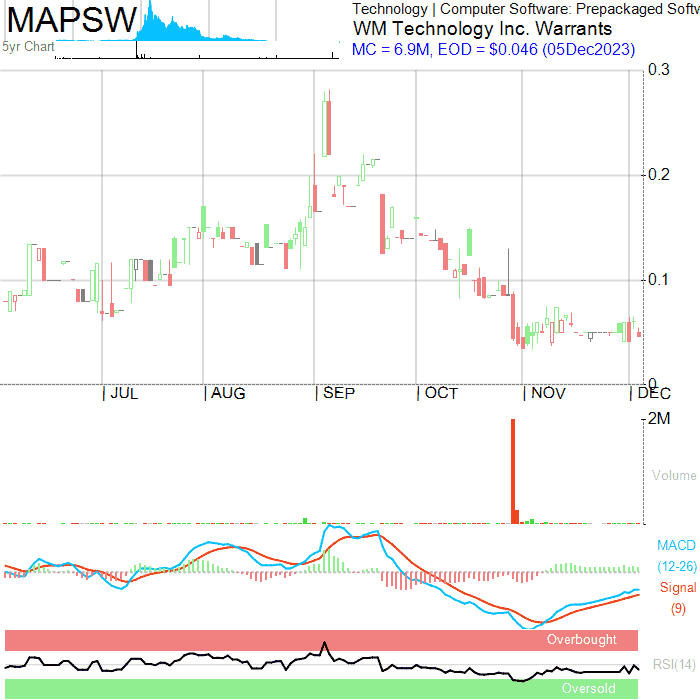 MAPSW
5yr Chart
Technology | Computer Software: Prepackaged Softw
WM Technology Inc. Warrants
MC = 6.9M, EOD = $0.046 (05Dec2023)
0.3
0.2
0.1
0
| JUL | AUG | SEP | OCT | NOV | DEC
2M
Volume
MACD
(12-26)
Signal
(9)
Overbought
RSI(14)
Oversold